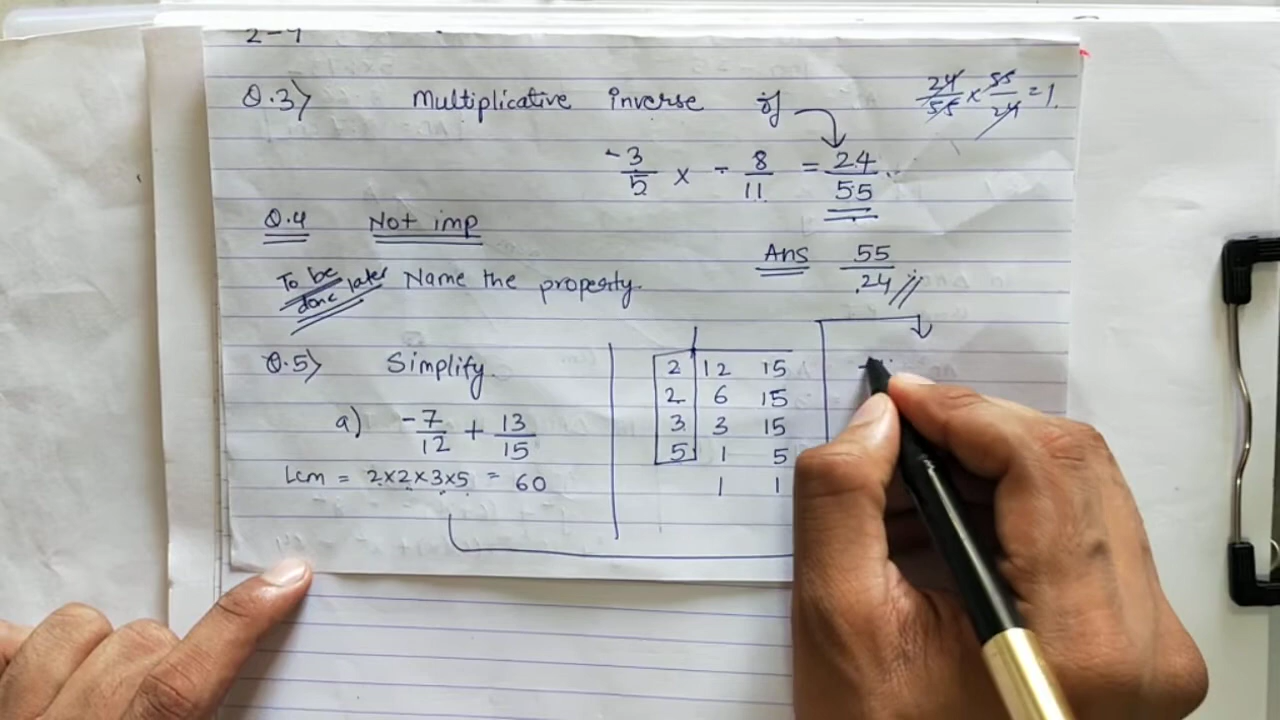 2-7
Q.3) Multiplicative inverse of
24/55 × 55/24 = 1.
-3/5 × - 8/11 = 24/55
Q.4 Not imp
Ans 55/24 //
To be done later Name the property.
Q.5) Simplify.
a) -7/12 + 13/15
Lcm = 2×2×3×5 = 60
2 12 15
2 6 15
3 3 15
5 1 5
1 1